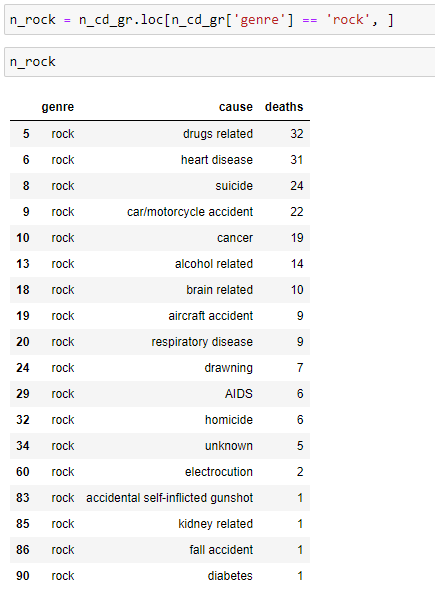 n_rock = n_cd_gr.loc[n_cd_gr['genre'] == 'rock', ]
n_rock
genre cause deaths
5 rock drugs related 32
6 rock heart disease 31
8 rock suicide 24
9 rock car/motorcycle accident 22
10 rock cancer 19
13 rock alcohol related 14
18 rock brain related 10
19 rock aircraft accident 9
20 rock respiratory disease 9
24 rock drawning 7
29 rock AIDS 6
32 rock homicide 6
34 rock unknown 5
60 rock electrocution 2
83 rock accidental self-inflicted gunshot 1
85 rock kidney related 1
86 rock fall accident 1
90 rock diabetes 1